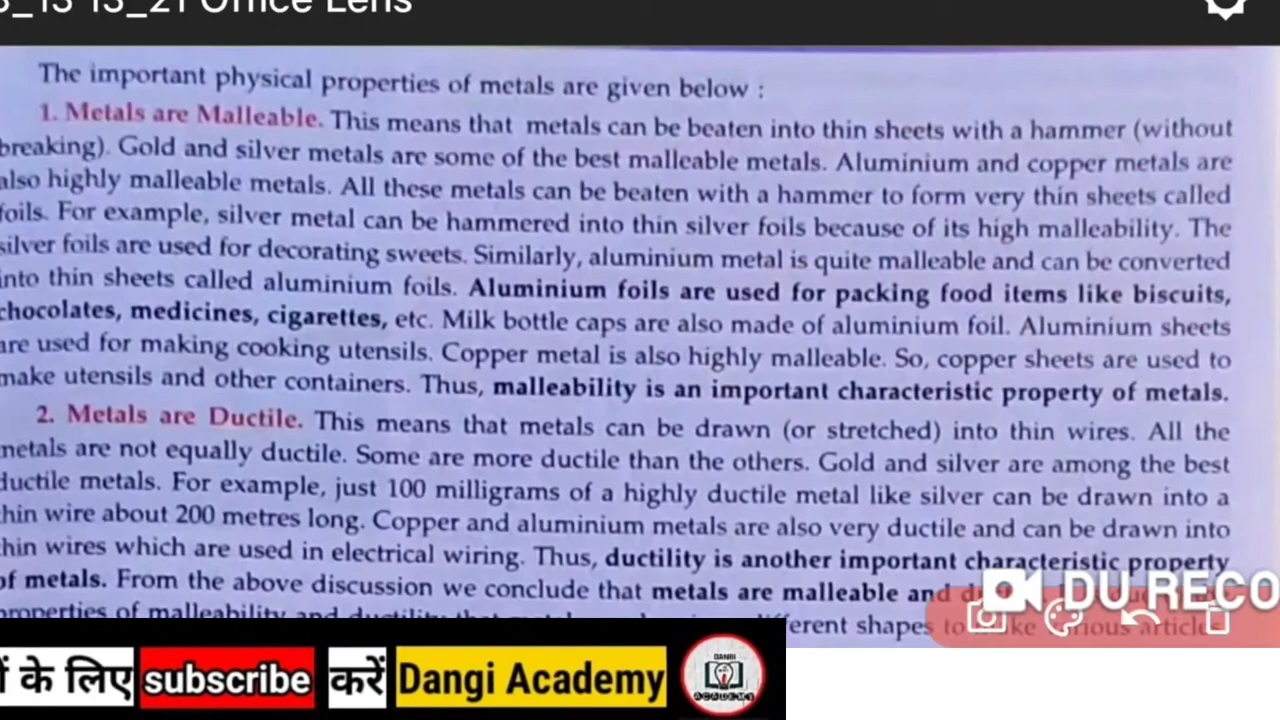 13_21 Office Lens
The important physical properties of metals are given below :
1. Metals are Malleable. This means that metals can be beaten into thin sheets with a hammer (without
breaking). Gold and silver metals are some of the best malleable metals. Aluminium and copper metals are
also highly malleable metals. All these metals can be beaten with a hammer to form very thin sheets called
foils. For example, silver metal can be hammered into thin silver foils because of its high malleability. The
silver foils are used for decorating sweets. Similarly, aluminium metal is quite malleable and can be converted
into thin sheets called aluminium foils. Aluminium foils are used for packing food items like biscuits,
chocolates, medicines, cigarettes, etc. Milk bottle caps are also made of aluminium foil. Aluminium sheets
are used for making cooking utensils. Copper metal is also highly malleable. So, copper sheets are used to
make utensils and other containers. Thus, malleability is an important characteristic property of metals.
2. Metals are Ductile. This means that metals can be drawn (or stretched) into thin wires. All the
metals are not equally ductile. Some are more ductile than the others. Gold and silver are among the best
ductile metals. For example, just 100 milligrams of a highly ductile metal like silver can be drawn into a
thin wire about 200 metres long. Copper and aluminium metals are also very ductile and can be drawn into
thin wires which are used in electrical wiring. Thus, ductility is another important characteristic property
of metals. From the above discussion we conclude that metals are malleable and
DU RECO
properties of malleability and ductility that shapes to articles
के लिए subscribe करें Dangi Academy
DANGI
ACADEMY